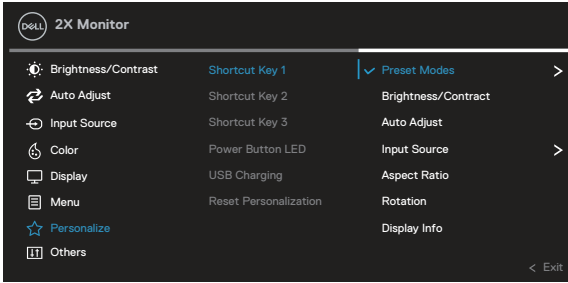 DELL 2X Monitor
Brightness/Contrast Shortcut Key 1 Preset Modes >
Auto Adjust Shortcut Key 2 Brightness/Contract
Input Source Shortcut Key 3 Auto Adjust
Color Power Button LED Input Source >
Display USB Charging Aspect Ratio
Menu Reset Personalization Rotation
Personalize Display Info
Others
< Exit